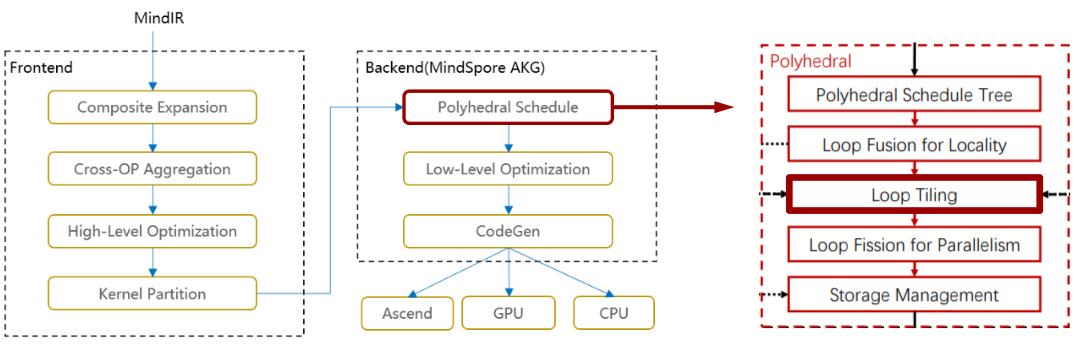 MindIR
Frontend
Composite Expansion
Cross-OP Aggregation
High-Level Optimization
Kernel Partition
Backend(MindSpore AKG)
Polyhedral Schedule
Low-Level Optimization
CodeGen
Ascend
GPU
CPU
Polyhedral
Polyhedral Schedule Tree
Loop Fusion for Locality
Loop Tiling
Loop Fission for Parallelism
Storage Management